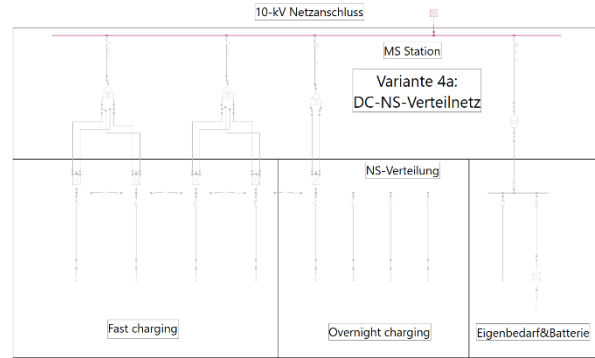 10-kV Netzanschluss
MS Station
Variante 4a:
DC-NS-Verteilnetz
NS-Verteilung
Fast charging
Overnight charging
Eigenbedarf&Batterie